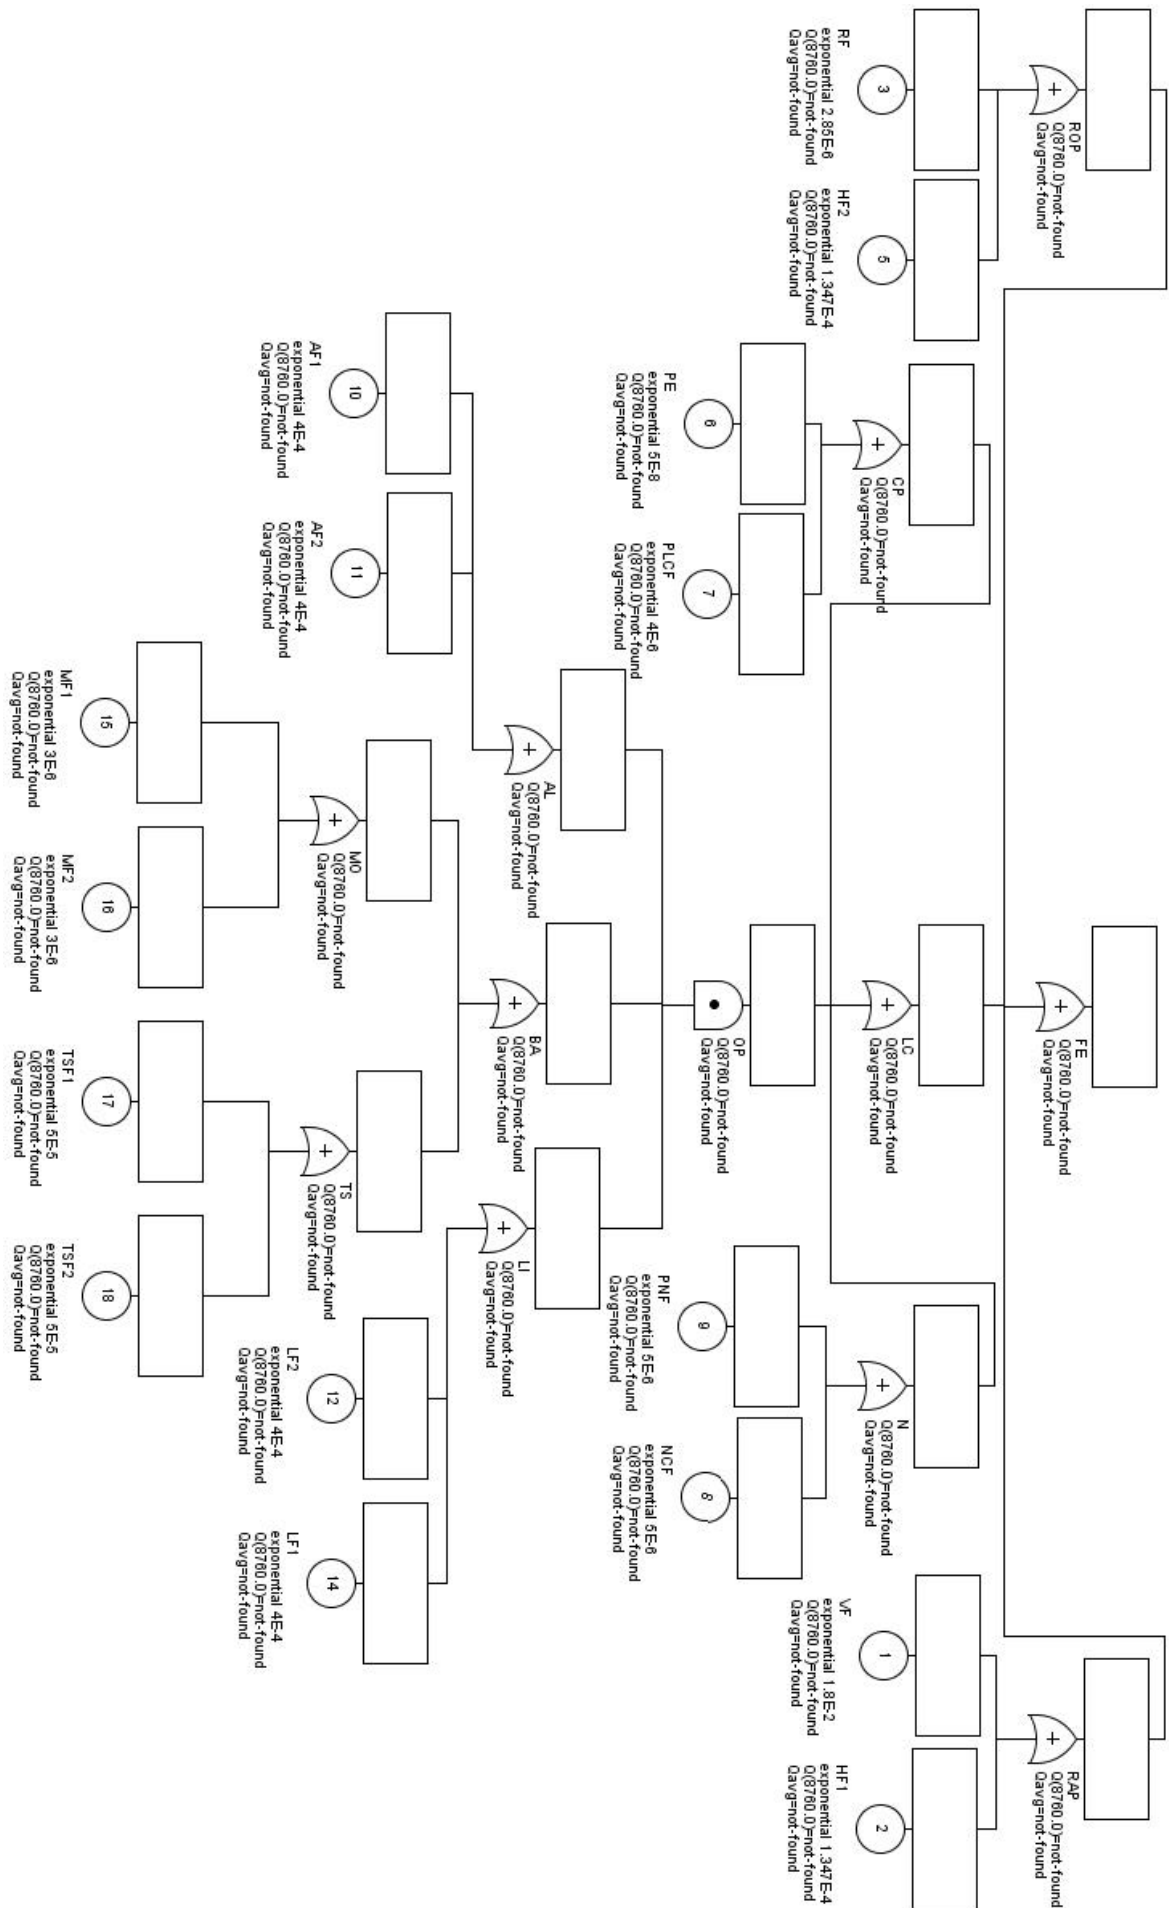 FE
Q(8760.0)=not-found
Qavg=not-found
+
ROP
Q(8760.0)=not-found
Qavg=not-found
+
LC
Q(8760.0)=not-found
Qavg=not-found
+
RAP
Q(8760.0)=not-found
Qavg=not-found
+
3
RF
exponential 2.85E-6
Q(8760.0)=not-found
Qavg=not-found
5
HF2
exponential 1.347E-4
Q(8760.0)=not-found
Qavg=not-found
CP
Q(8760.0)=not-found
Qavg=not-found
+
OP
Q(8760.0)=not-found
Qavg=not-found
N
Q(8760.0)=not-found
Qavg=not-found
+
1
VF
exponential 1.8E-2
Q(8760.0)=not-found
Qavg=not-found
2
HF1
exponential 1.347E-4
Q(8760.0)=not-found
Qavg=not-found
6
PE
exponential 5E-8
Q(8760.0)=not-found
Qavg=not-found
7
PLCF
exponential 4E-6
Q(8760.0)=not-found
Qavg=not-found
9
PNF
exponential 5E-6
Q(8760.0)=not-found
Qavg=not-found
8
NCF
exponential 5E-6
Q(8760.0)=not-found
Qavg=not-found
AL
Q(8760.0)=not-found
Qavg=not-found
+
BA
Q(8760.0)=not-found
Qavg=not-found
+
LI
Q(8760.0)=not-found
Qavg=not-found
+
10
AF1
exponential 4E-4
Q(8760.0)=not-found
Qavg=not-found
11
AF2
exponential 4E-4
Q(8760.0)=not-found
Qavg=not-found
MO
Q(8760.0)=not-found
Qavg=not-found
+
TS
Q(8760.0)=not-found
Qavg=not-found
+
12
LF2
exponential 4E-4
Q(8760.0)=not-found
Qavg=not-found
14
LF1
exponential 4E-4
Q(8760.0)=not-found
Qavg=not-found
15
MF1
exponential 3E-6
Q(8760.0)=not-found
Qavg=not-found
16
MF2
exponential 3E-6
Q(8760.0)=not-found
Qavg=not-found
17
TSF1
exponential 5E-5
Q(8760.0)=not-found
Qavg=not-found
18
TSF2
exponential 5E-5
Q(8760.0)=not-found
Qavg=not-found